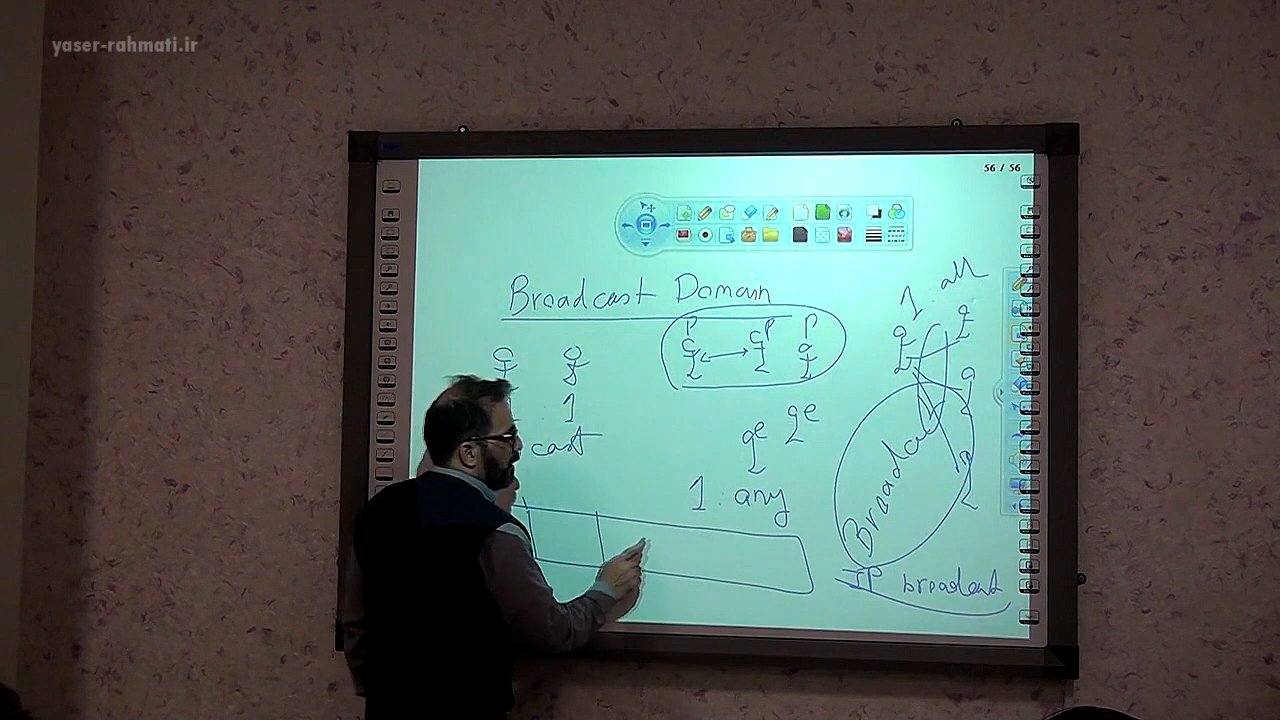 yaser-rahmati.ir
56 / 56
Broadcast Domain
1 : all
P P P
: 1
cast
1 : any
Broadcast
IP broadcast